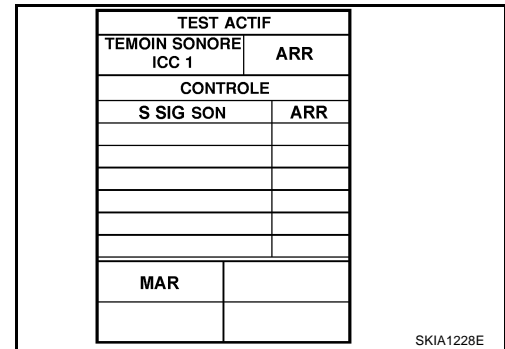 TEST ACTIF
TEMOIN SONORE
ICC 1
ARR
CONTROLE
S SIG SON ARR
MAR
SKIA1228E